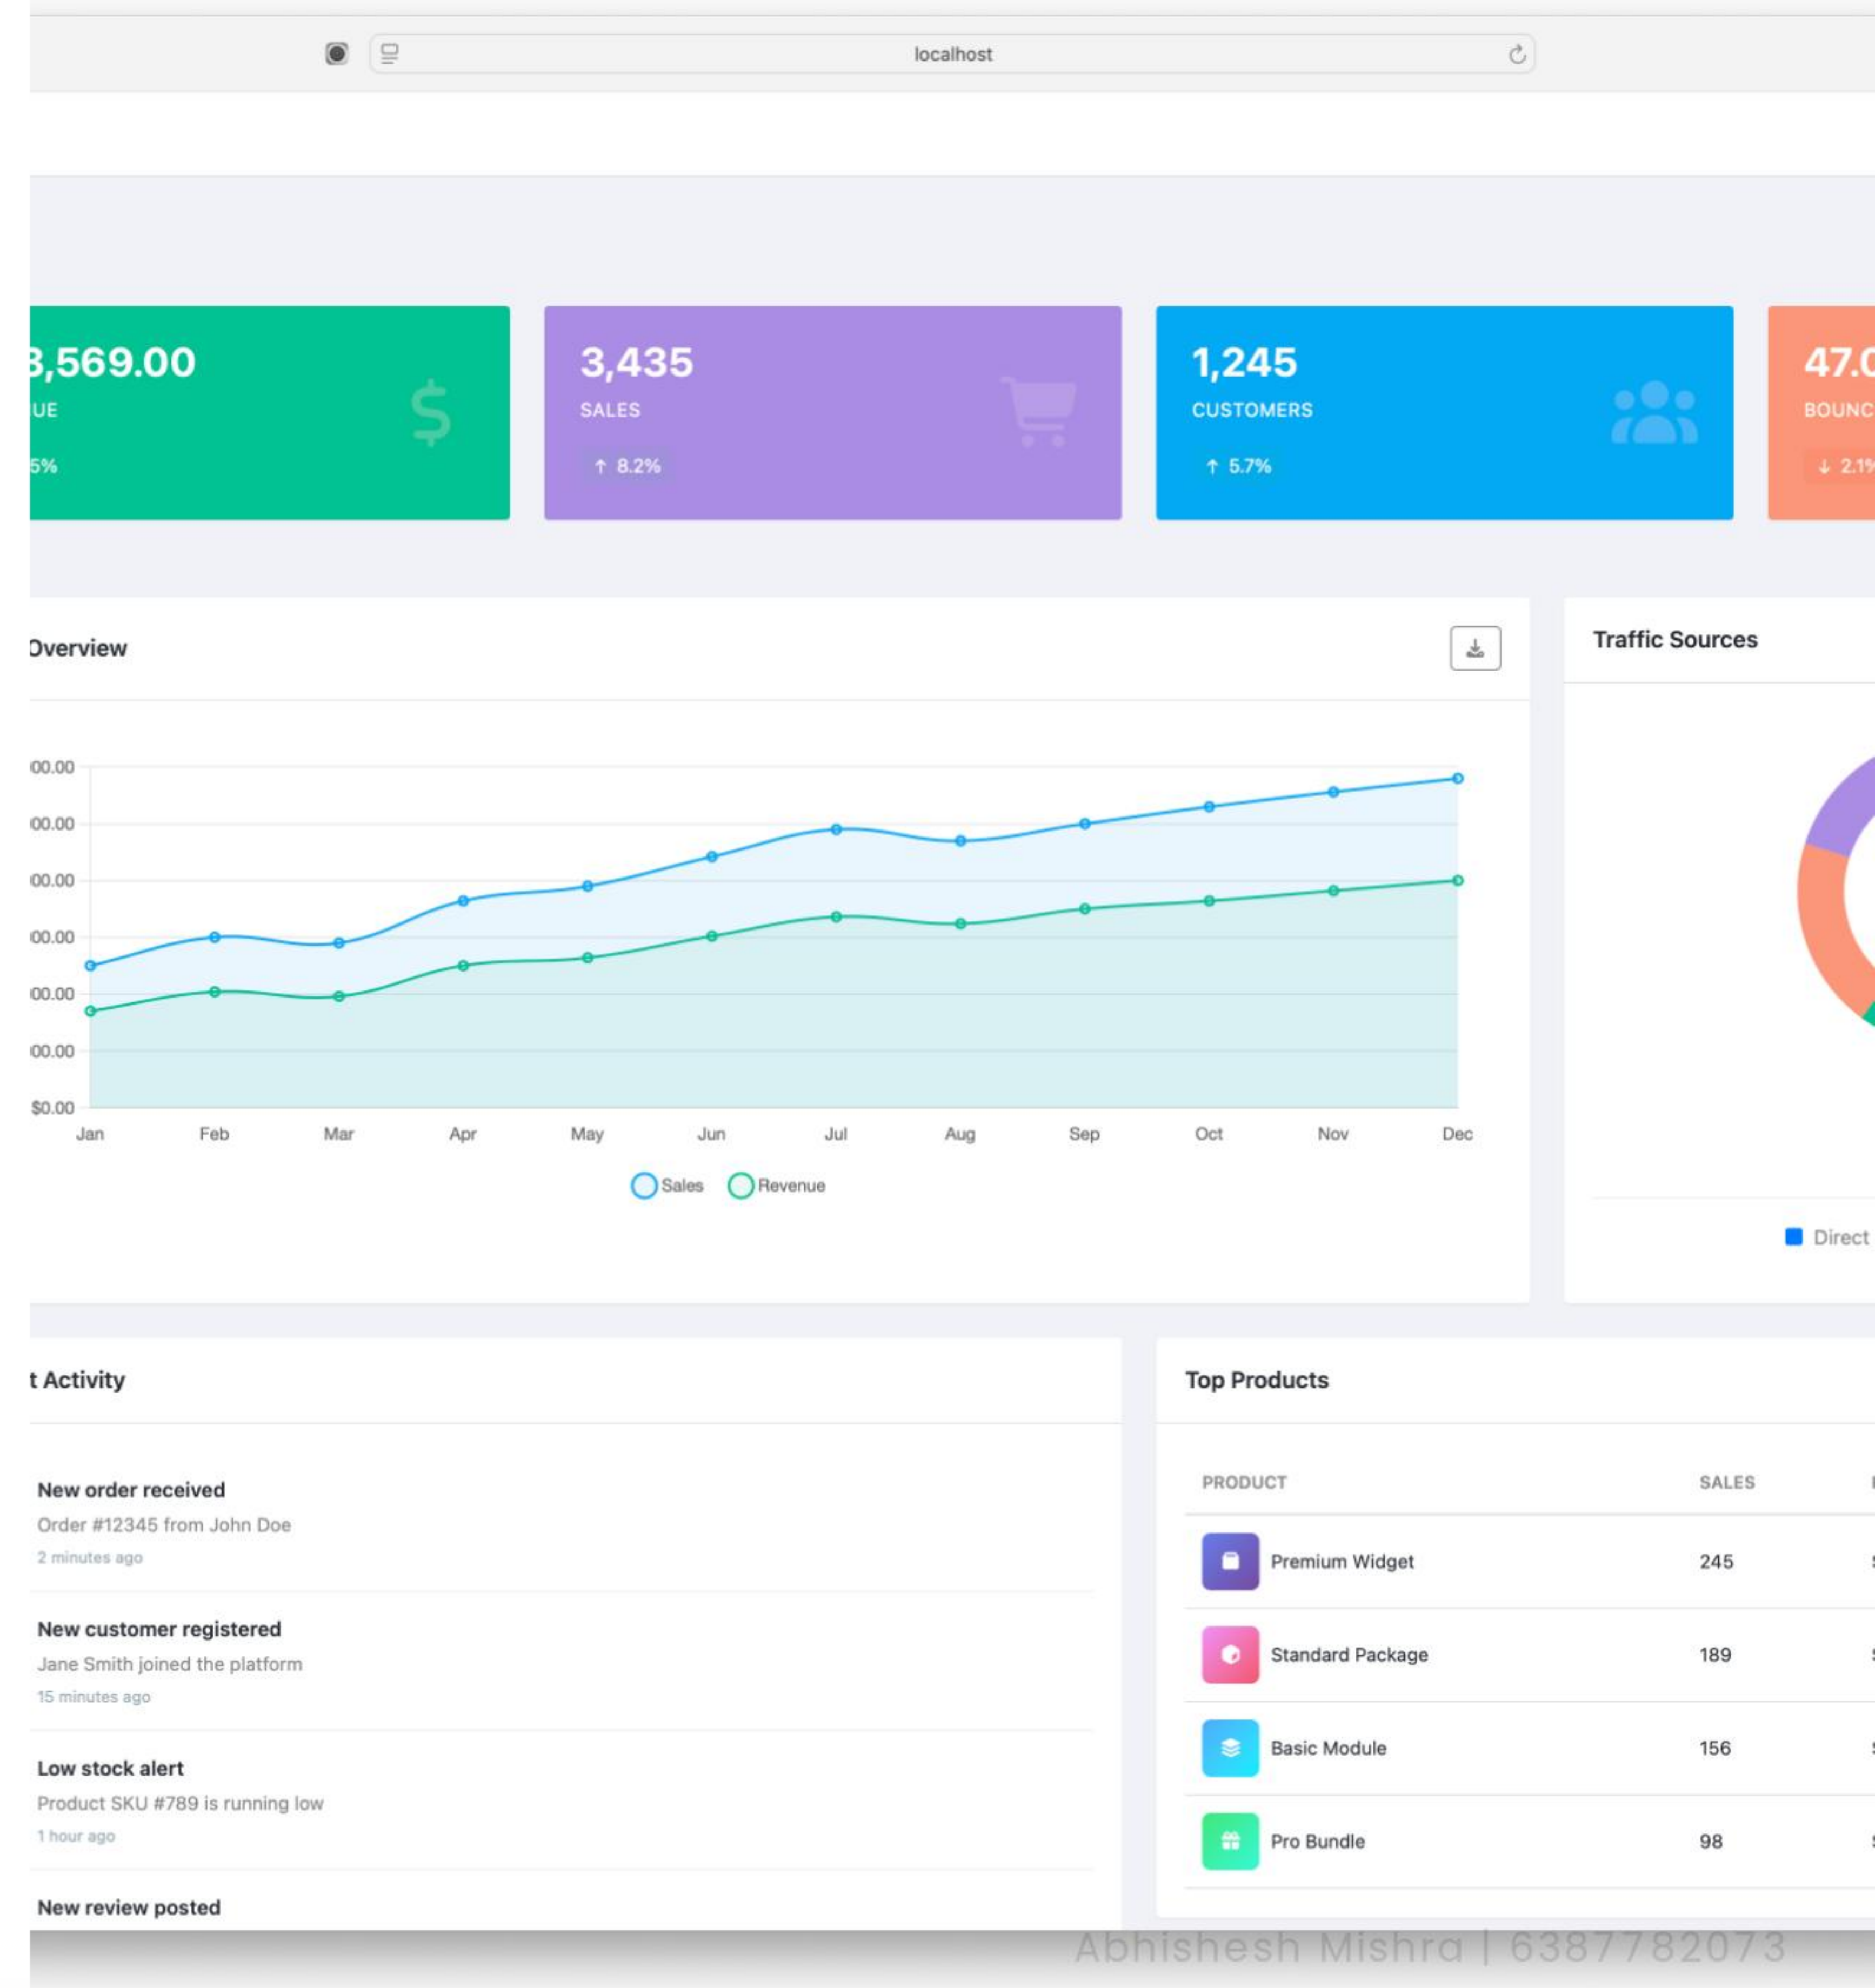 localhost
3,569.00
UE
5%
3,435
SALES
↑ 8.2%
1,245
CUSTOMERS
↑ 5.7%
47.0
BOUNC
↓ 2.1%
Overview
00.00
00.00
00.00
00.00
00.00
00.00
$0.00
Jan Feb Mar Apr May Jun Jul Aug Sep Oct Nov Dec
Sales Revenue
Traffic Sources
Direct
t Activity
New order received
Order #12345 from John Doe
2 minutes ago
New customer registered
Jane Smith joined the platform
15 minutes ago
Low stock alert
Product SKU #789 is running low
1 hour ago
New review posted
Top Products
PRODUCT SALES
Premium Widget 245
Standard Package 189
Basic Module 156
Pro Bundle 98
Abhishesh Mishra | 6387782073